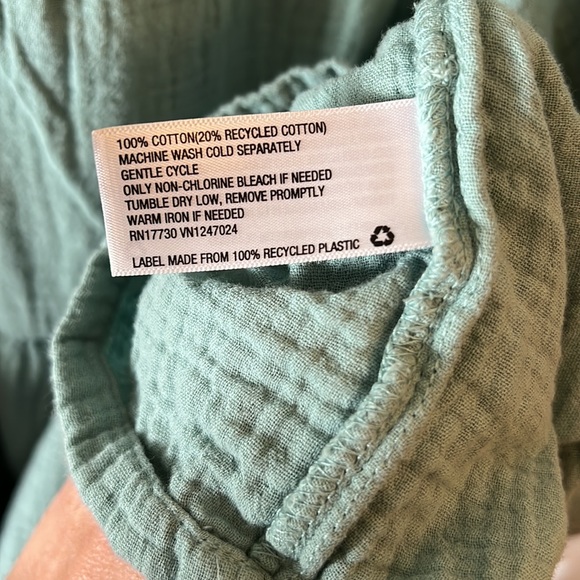 100% COTTON(20% RECYCLED COTTON)
MACHINE WASH COLD SEPARATELY
GENTLE CYCLE
ONLY NON-CHLORINE BLEACH IF NEEDED
TUMBLE DRY LOW, REMOVE PROMPTLY
WARM IRON IF NEEDED
RN17730 VN1247024
LABEL MADE FROM 100% RECYCLED PLASTIC